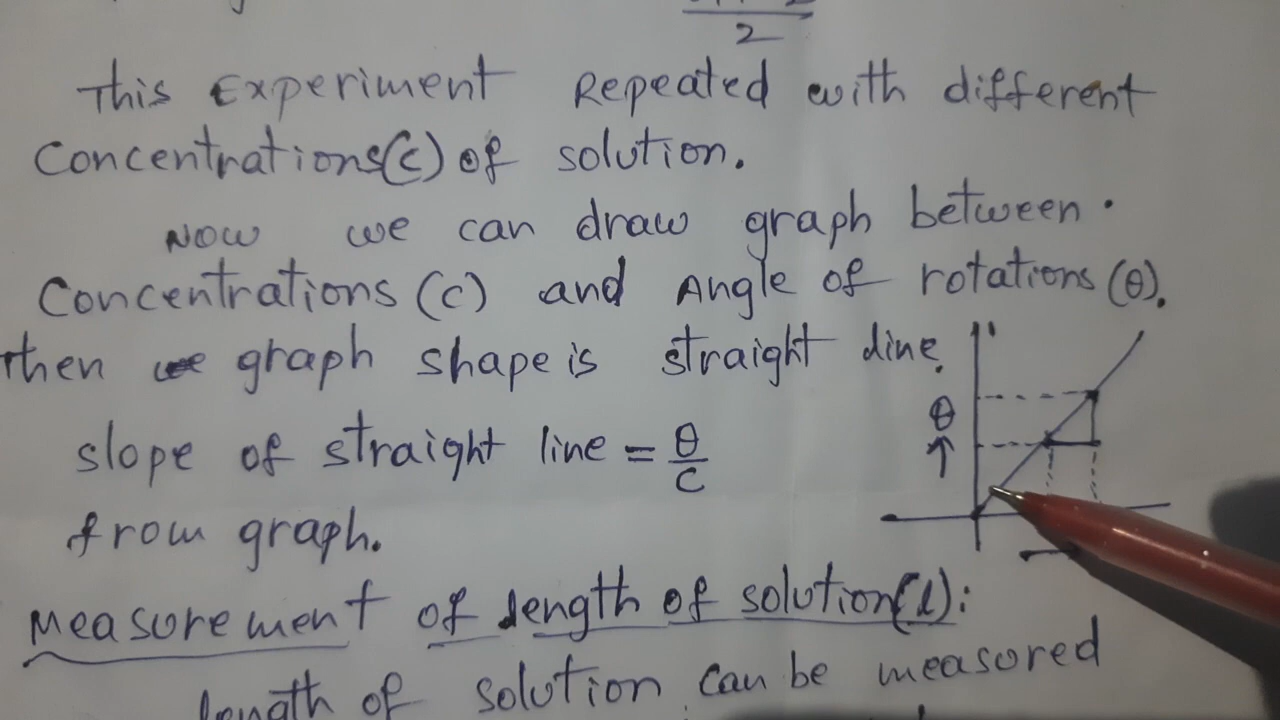 2
This Experiment Repeated with different
Concentrations(c) of solution.
Now we can draw graph between.
Concentrations (c) and Angle of rotations (θ).
then graph shape is straight line.
slope of straight line = θ/c
θ
↑
from graph.
Measurement of length of solution(l):
length of solution can be measured